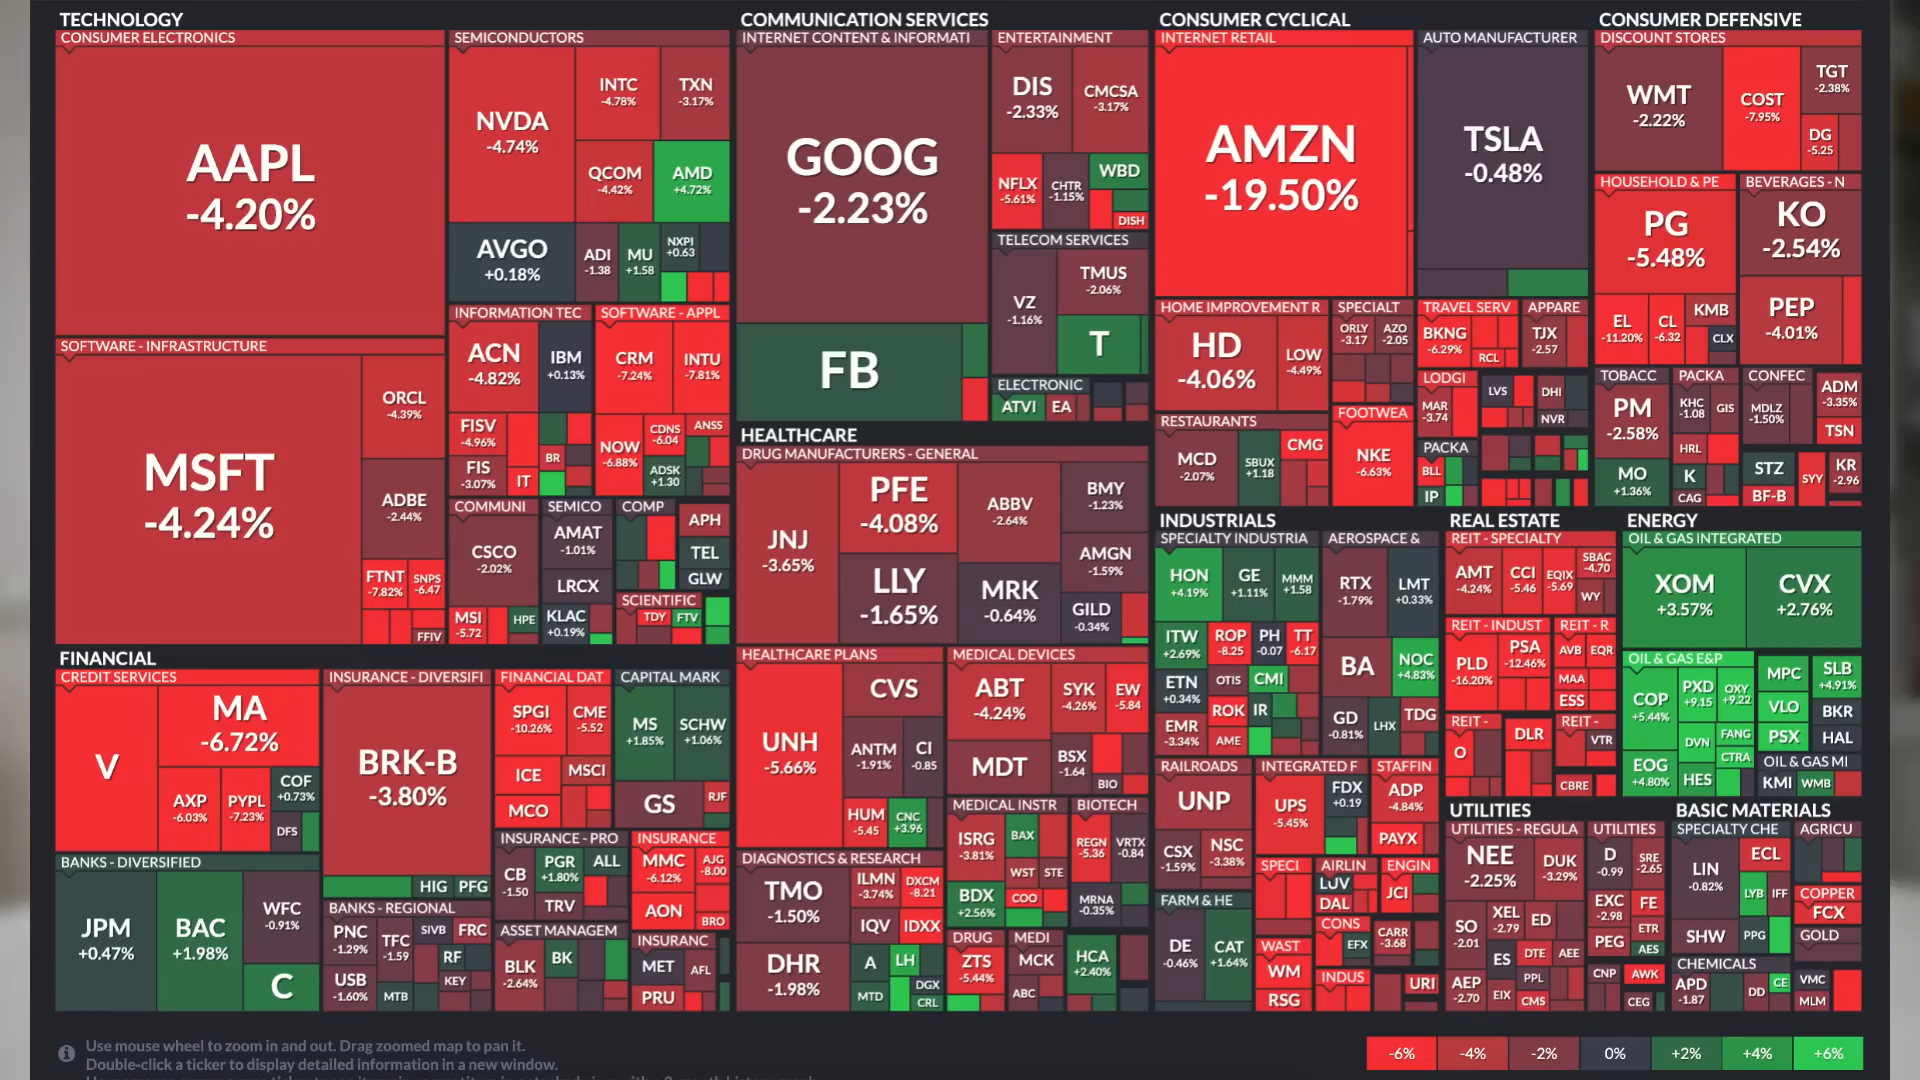 TECHNOLOGY
CONSUMER ELECTRONICS
AAPL
-4.20%
SOFTWARE - INFRASTRUCTURE
MSFT
-4.24%
ORCL
-4.39%
ADBE
-2.44%
FTNT
-7.82%
SNPS
-6.47
FFIV
SEMICONDUCTORS
NVDA
-4.74%
INTC
-4.78%
TXN
-3.17%
QCOM
-4.42%
AMD
+4.72%
AVGO
+0.18%
ADI
-1.38
MU
+1.58
NXPI
+0.63
INFORMATION TEC
ACN
-4.82%
IBM
+0.13%
FISV
-4.96%
FIS
-3.07%
BR
IT
SOFTWARE - APPL
CRM
-7.24%
INTU
-7.81%
NOW
-6.88%
CDNS
-6.04
ANSS
ADSK
+1.30
COMMUNI
CSCO
-2.02%
MSI
-5.72
HPE
SEMICO
AMAT
-1.01%
LRCX
KLAC
+0.19%
COMP
APH
TEL
GLW
SCIENTIFIC
TDY
FTV
FINANCIAL
CREDIT SERVICES
V
MA
-6.72%
AXP
-6.03%
PYPL
-7.23%
COF
+0.73%
DFS
BANKS - DIVERSIFIED
JPM
+0.47%
BAC
+1.98%
WFC
-0.91%
C
INSURANCE - DIVERSIFI
BRK-B
-3.80%
HIG
PFG
BANKS - REGIONAL
PNC
-1.29%
TFC
-1.59
SIVB
FRC
RF
USB
-1.60%
MTB
KEY
FINANCIAL DAT
SPGI
-10.26%
CME
-5.52
ICE
MSCI
MCO
CAPITAL MARK
MS
+1.85%
SCHW
+1.06%
GS
RJF
INSURANCE - PRO
CB
-1.50
PGR
+1.80%
ALL
TRV
INSURANCE
MMC
-6.12%
AJG
-8.00
AON
BRO
ASSET MANAGEM
BLK
-2.64%
BK
INSURANC
MET
AFL
PRU
COMMUNICATION SERVICES
INTERNET CONTENT & INFORMATI
GOOG
-2.23%
FB
ENTERTAINMENT
DIS
-2.33%
CMCSA
-3.17%
NFLX
-5.61%
CHTR
-1.15%
WBD
DISH
TELECOM SERVICES
VZ
-1.16%
TMUS
-2.06%
T
ELECTRONIC
ATVI
EA
HEALTHCARE
DRUG MANUFACTURERS - GENERAL
JNJ
-3.65%
PFE
-4.08%
ABBV
-2.64%
BMY
-1.23%
LLY
-1.65%
MRK
-0.64%
AMGN
-1.59%
GILD
-0.34%
HEALTHCARE PLANS
UNH
-5.66%
CVS
ANTM
-1.91%
CI
-0.85
HUM
-5.45
CNC
+3.96
MEDICAL DEVICES
ABT
-4.24%
SYK
-4.26%
EW
-5.84
MDT
BSX
-1.64
BIO
DIAGNOSTICS & RESEARCH
TMO
-1.50%
ILMN
-3.74%
DXCM
-8.21
IQV
IDXX
DHR
-1.98%
A
LH
MTD
DGX
CRL
MEDICAL INSTR
ISRG
-3.81%
BAX
WST
STE
BDX
+2.56%
COO
BIOTECH
REGN
-5.36
VRTX
-0.84
MRNA
-0.35%
DRUG
ZTS
-5.44%
MEDI
MCK
ABC
HCA
+2.40%
CONSUMER CYCLICAL
INTERNET RETAIL
AMZN
-19.50%
AUTO MANUFACTURER
TSLA
-0.48%
HOME IMPROVEMENT R
HD
-4.06%
LOW
-4.49%
SPECIALT
ORLY
-3.17
AZO
-2.05
TRAVEL SERV
BKNG
-6.29%
RCL
APPARE
TJX
-2.57
LODGI
MAR
-3.74
LVS
DHI
NVR
RESTAURANTS
MCD
-2.07%
SBUX
+1.18
CMG
FOOTWEA
NKE
-6.63%
PACKA
BLL
IP
CONSUMER DEFENSIVE
DISCOUNT STORES
WMT
-2.22%
COST
-7.95%
TGT
-2.38%
DG
-5.25
HOUSEHOLD & PE
PG
-5.48%
EL
-11.20%
CL
-6.32
KMB
CLX
BEVERAGES - N
KO
-2.54%
PEP
-4.01%
TOBACC
PM
-2.58%
MO
+1.36%
PACKA
KHC
-1.08
GIS
HRL
K
CAG
CONFEC
MDLZ
-1.50%
STZ
BF-B
ADM
-3.35%
TSN
SYY
KR
-2.96
INDUSTRIALS
SPECIALTY INDUSTRIA
HON
+4.19%
GE
+1.11%
MMM
+1.58
ITW
+2.69%
ROP
-8.25
PH
-0.07
TT
-6.17
ETN
+0.34%
OTIS
CMI
EMR
-3.34%
ROK
IR
AME
AEROSPACE &
RTX
-1.79%
LMT
+0.33%
BA
NOC
+4.83%
GD
-0.81%
LHX
TDG
RAILROADS
UNP
CSX
-1.59%
NSC
-3.38%
INTEGRATED F
UPS
-5.45%
FDX
+0.19
STAFFIN
ADP
-4.84%
PAYX
FARM & HE
DE
-0.46%
CAT
+1.64%
SPECI
AIRLIN
LUV
DAL
ENGIN
JCI
CONS
EFX
CARR
-3.68
WAST
WM
RSG
INDUS
URI
REAL ESTATE
REIT - SPECIALTY
AMT
-4.24%
CCI
-5.46
EQIX
-5.69
SBAC
-4.70
WY
REIT - INDUST
PLD
-16.20%
PSA
-12.46%
REIT - R
AVB
EQR
MAA
ESS
REIT -
O
DLR
REIT -
VTR
CBRE
ENERGY
OIL & GAS INTEGRATED
XOM
+3.57%
CVX
+2.76%
OIL & GAS E&P
COP
+5.44%
PXD
+9.15
OXY
+9.22
EOG
+4.80%
DVN
FANG
CTRA
HES
MPC
VLO
PSX
SLB
+4.91%
BKR
HAL
OIL & GAS MI
KMI
WMB
UTILITIES
UTILITIES - REGULA
NEE
-2.25%
DUK
-3.29%
SO
-2.01
XEL
-2.79
ED
ES
DTE
AEE
AEP
-2.70
EIX
PPL
CMS
UTILITIES
D
-0.99
SRE
-2.65
EXC
-2.98
FE
ETR
PEG
AES
CNP
AWK
CEG
BASIC MATERIALS
SPECIALTY CHE
LIN
-0.82%
ECL
LYB
IFF
SHW
PPG
AGRICU
COPPER
FCX
GOLD
CHEMICALS
APD
-1.87
DD
CE
VMC
MLM
Use mouse wheel to zoom in and out. Drag zoomed map to pan it.
Double-click a ticker to display detailed information in a new window.
-6%
-4%
-2%
0%
+2%
+4%
+6%